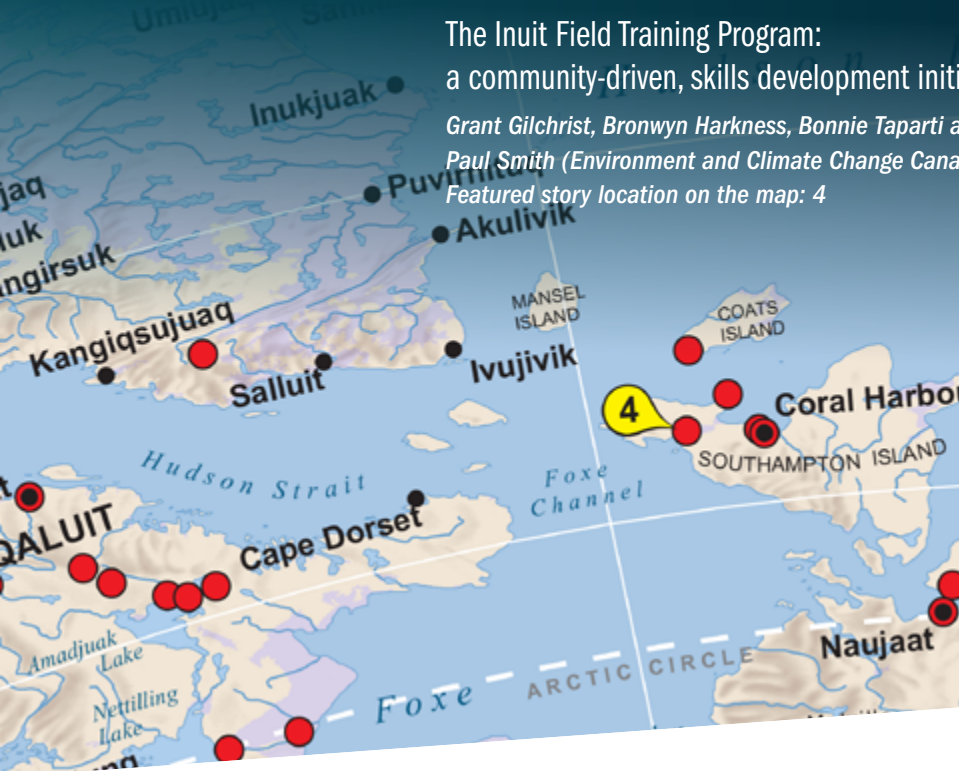 Umiujaq
The Inuit Field Training Program:
a community-driven, skills development initi
Grant Gilchrist, Bronwyn Harkness, Bonnie Taparti a
Paul Smith (Environment and Climate Change Cana
Featured story location on the map: 4
Inukjuak
Puvirnituq
Akulivik
jaq
luk
ngirsuk
MANSEL
ISLAND
COATS
ISLAND
Kangiqsujuaq
Salluit
Ivujivik
4
Coral Harbo
SOUTHAMPTON ISLAND
Hudson Strait
Foxe
Channel
t
QALUIT
Cape Dorset
Amadjuak
Lake
Nettilling
Lake
Foxe
ARCTIC CIRCLE
Naujaat
ng